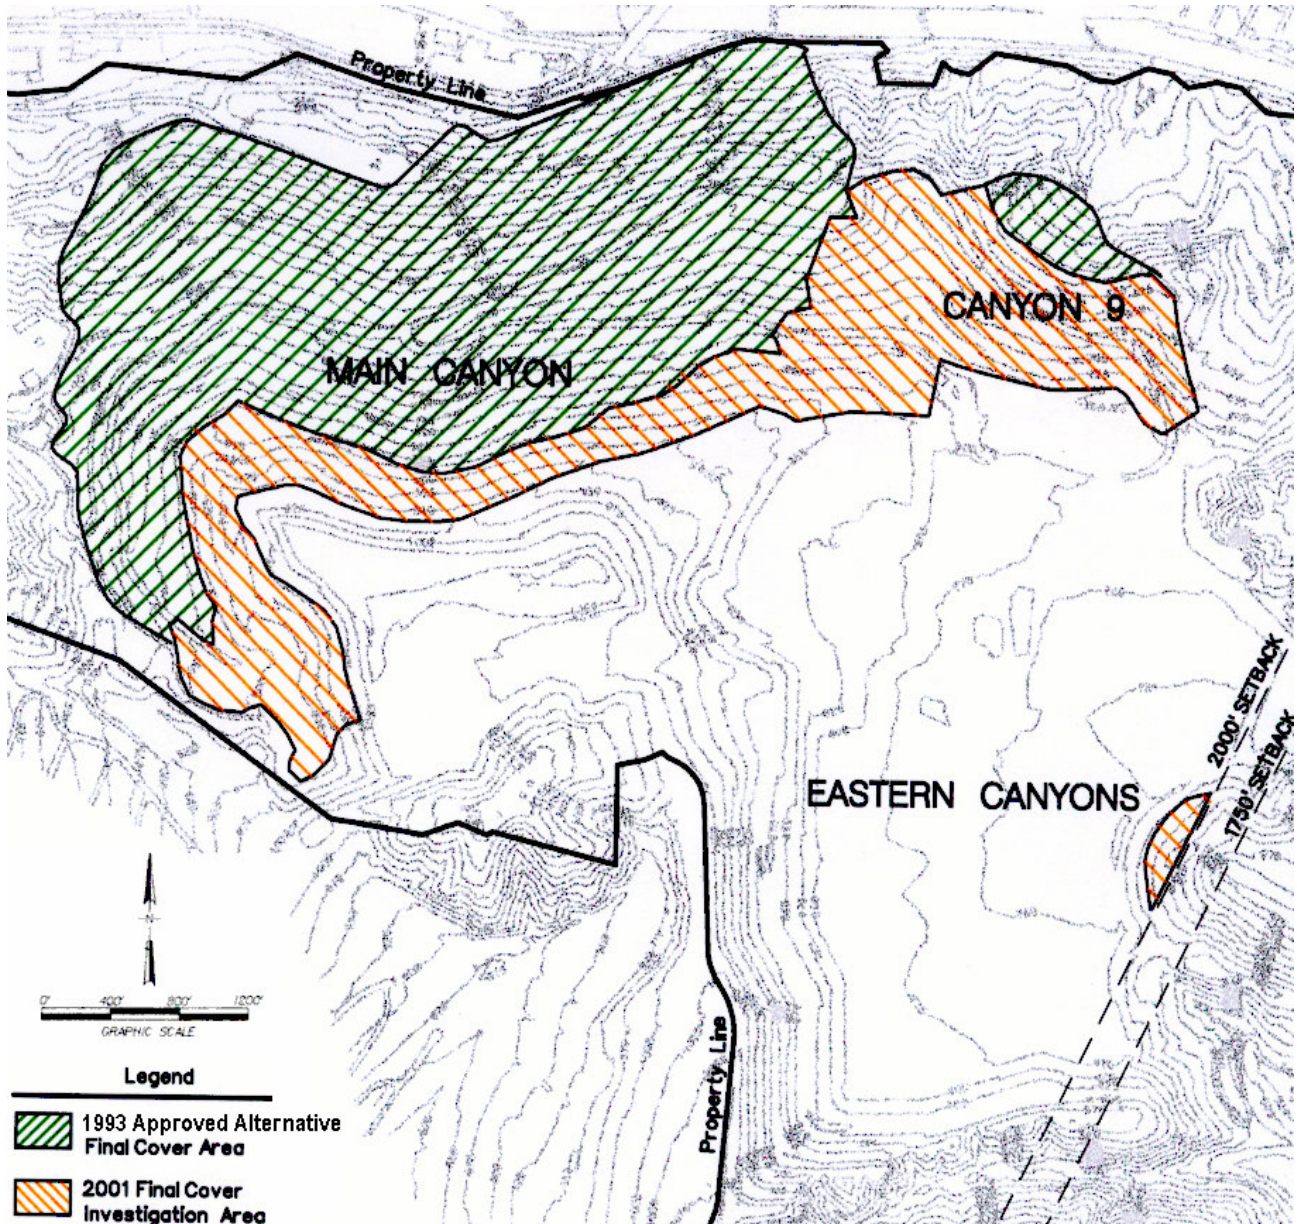 Property Line
CANYON 9
MAIN CANYON
2000' SETBACK
1750' SETBACK
EASTERN CANYONS
N
0' 400' 800' 1200'
GRAPHIC SCALE
Property Line
Legend
1993 Approved Alternative
Final Cover Area
2001 Final Cover
Investigation Area